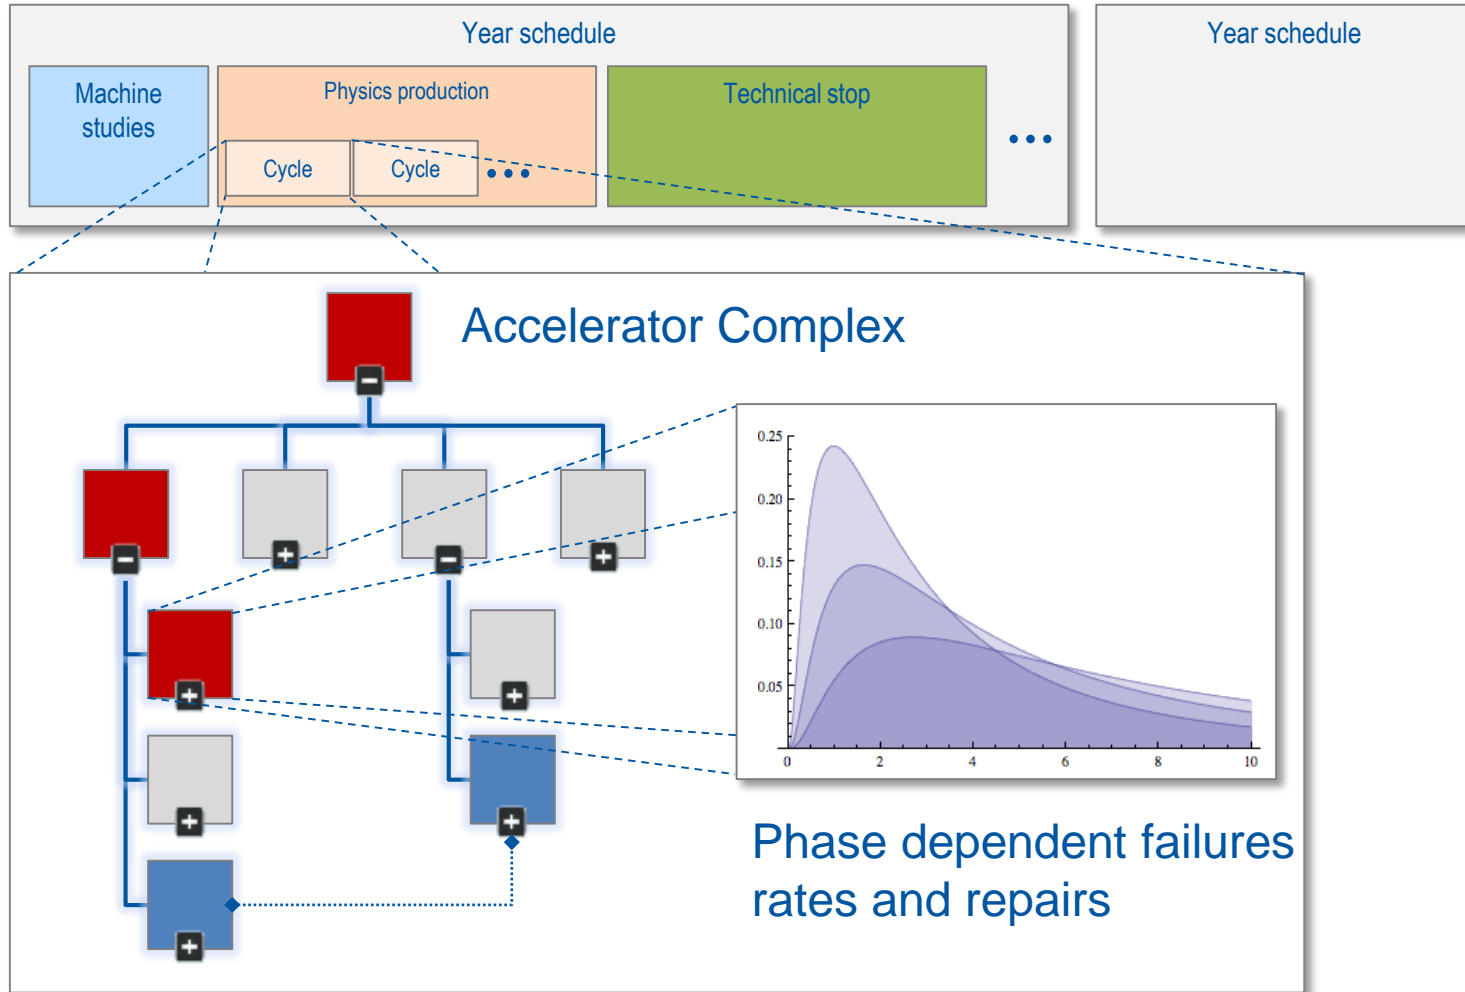 Year schedule
Year schedule
Machine
studies
Physics production
Technical stop
Cycle
Cycle
Accelerator Complex
0.25
0.20
0.15
0.10
0.05
0
2
4
6
8
10
Phase dependent failures
rates and repairs